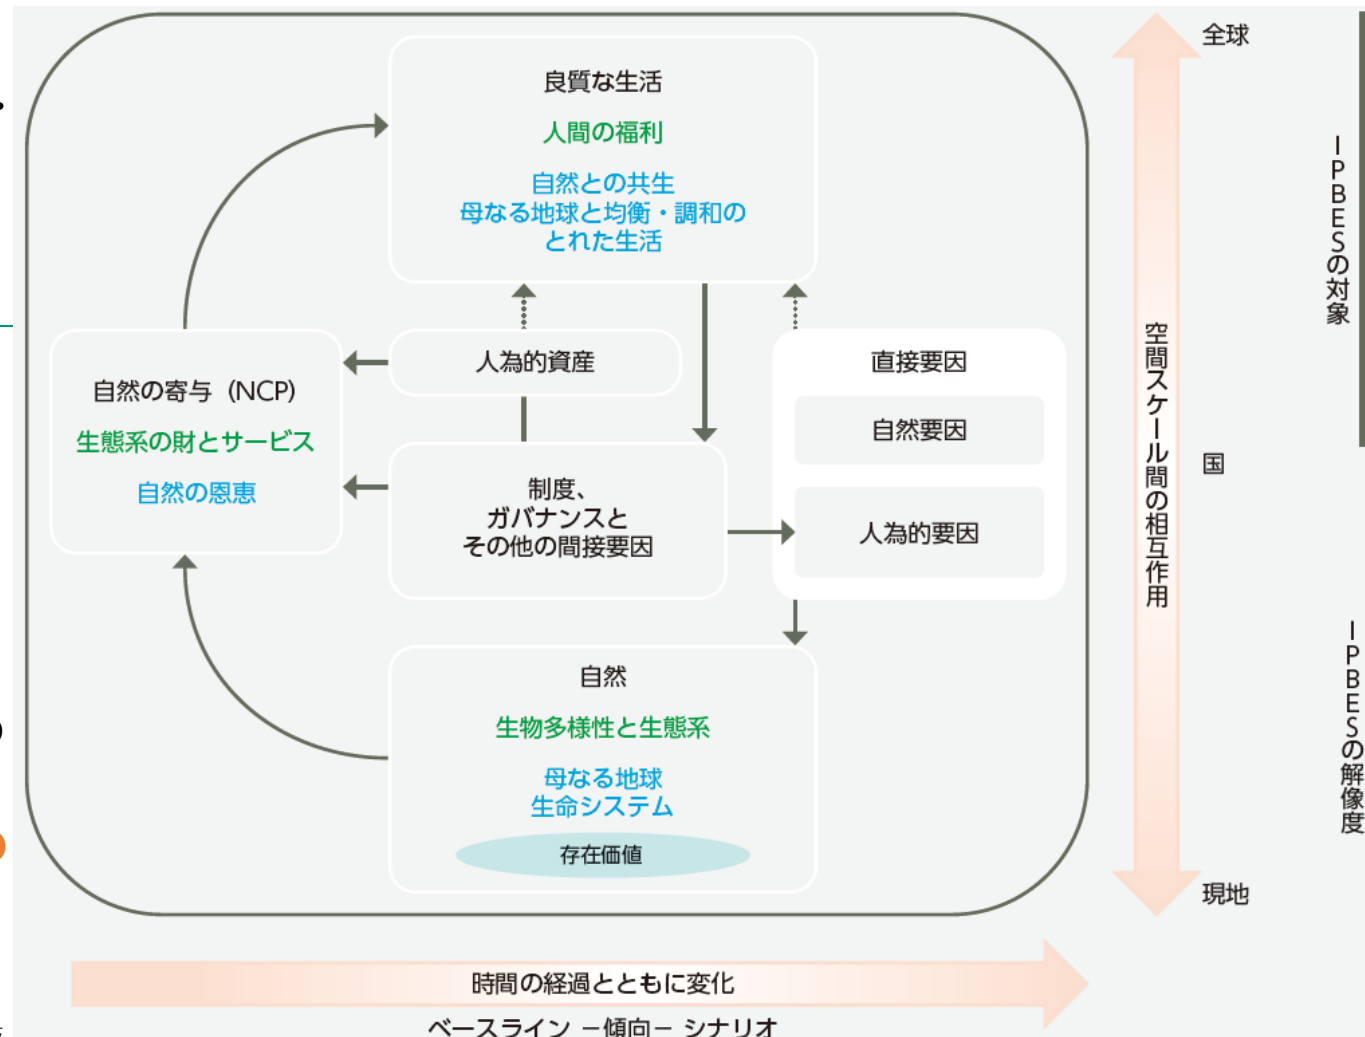 良質な生活
人間の福利
自然との共生
母なる地球と均衡・調和の
とれた生活
人為的資産
自然の寄与（NCP)
生態系の財とサービス
自然の恩恵
制度、
ガバナンスと
その他の間接要因
直接要因
自然要因
人為的要因
自然
生物多様性と生態系
母なる地球
生命システム
存在価値
全球
国
現地
空間スケール間の相互作用
IPBESの対象
IPBESの解像度
時間の経過とともに変化
ベースライン －傾向－ シナリオ